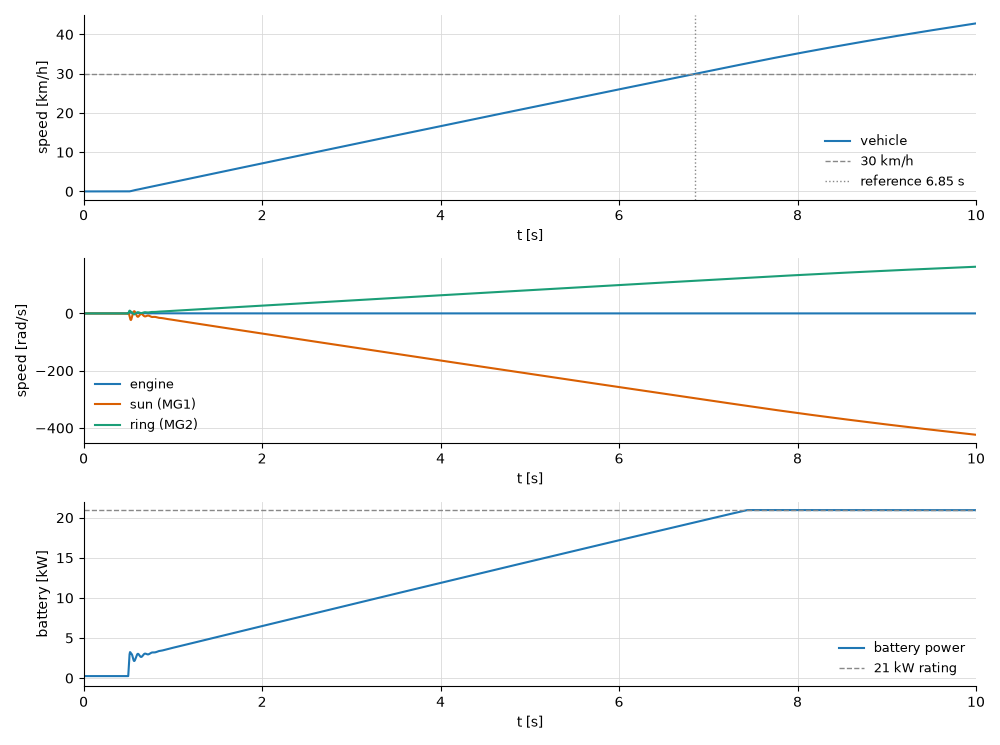 speed [km/h]
40
30
20
10
0
vehicle
30 km/h
reference 6.85 s
0 2 4 6 8 10
t [s]
speed [rad/s]
0
−200
−400
engine
sun (MG1)
ring (MG2)
0 2 4 6 8 10
t [s]
battery [kW]
20
15
10
5
0
battery power
21 kW rating
0 2 4 6 8 10
t [s]